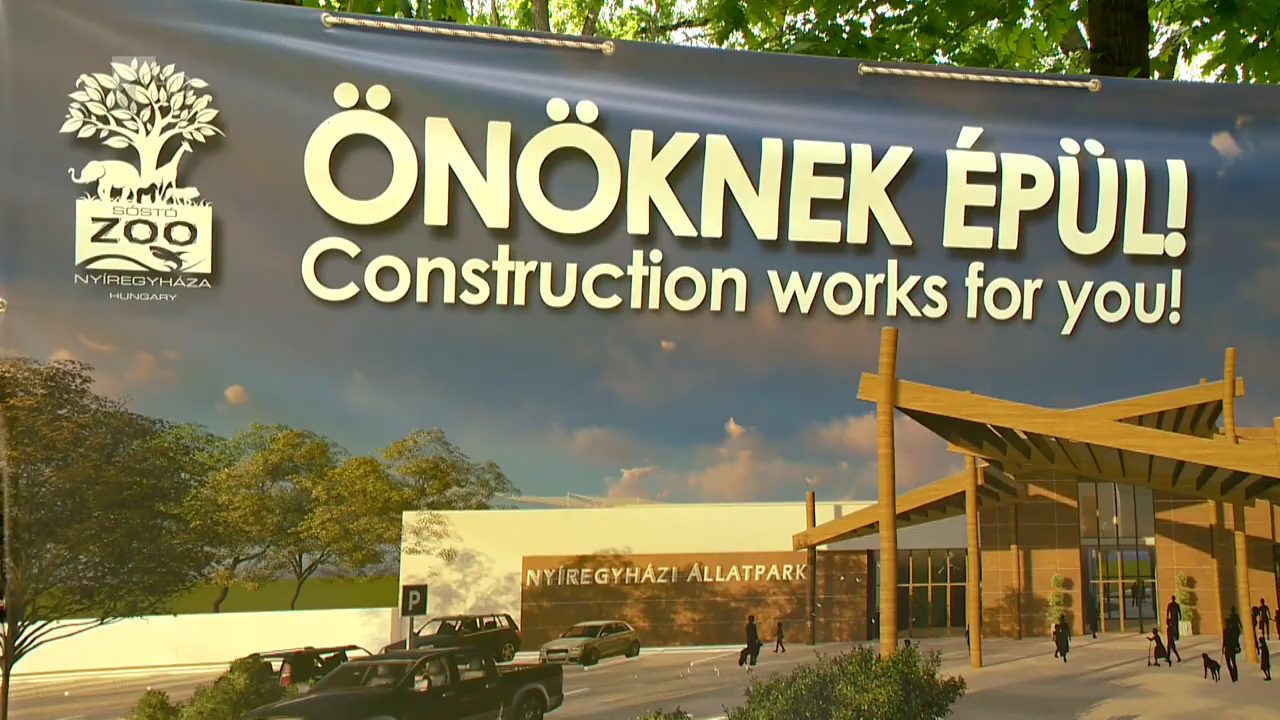 ÖNÖKNEK ÉPÜL!
Construction works for you!
SÓSTÓ
ZOO
NYÍREGYHÁZA
HUNGARY
NYÍREGYHÁZI ÁLLATPARK
P